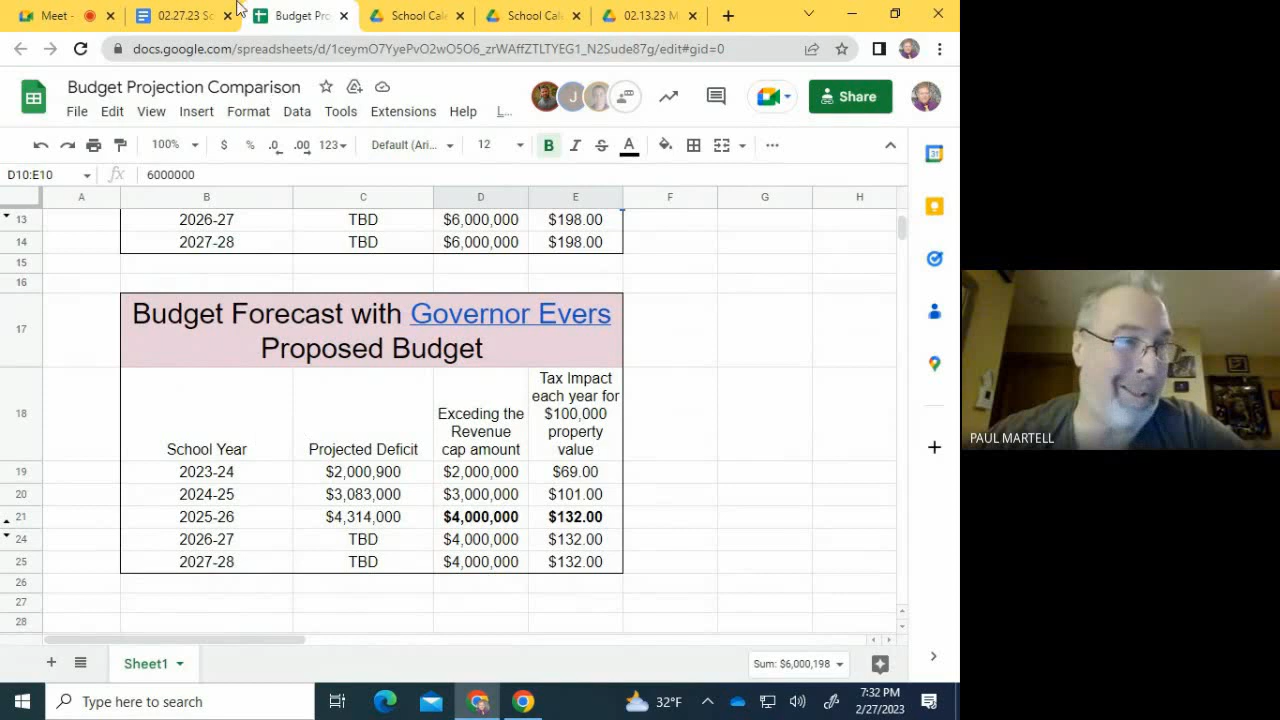 Meet -
02.27.23 Sc
Budget Pro
School Cale
School Cale
02.13.23 M
docs.google.com/spreadsheets/d/1ceymO7YyePvO2wO5O6_zrWAffZTLTYEG1_N2Sude87g/edit#gid=0
Budget Projection Comparison
File Edit View Insert Format Data Tools Extensions Help L...
J
Share
100% $ % .0 .00 123 Default (Ari... 12 B I S A
31
D10:E10 fx 6000000
A B C D E F G H
13 2026-27 TBD $6,000,000 $198.00
14 2027-28 TBD $6,000,000 $198.00
15
16
17 Budget Forecast with Governor Evers
Proposed Budget
Tax Impact
each year for
$100,000
property
value
Exceding the
Revenue
cap amount
18 School Year Projected Deficit
19 2023-24 $2,000,900 $2,000,000 $69.00
20 2024-25 $3,083,000 $3,000,000 $101.00
21 2025-26 $4,314,000 $4,000,000 $132.00
24 2026-27 TBD $4,000,000 $132.00
25 2027-28 TBD $4,000,000 $132.00
26
27
28
Sheet1
Sum: $6,000,198
Type here to search
32°F
7:32 PM
2/27/2023
PAUL MARTELL